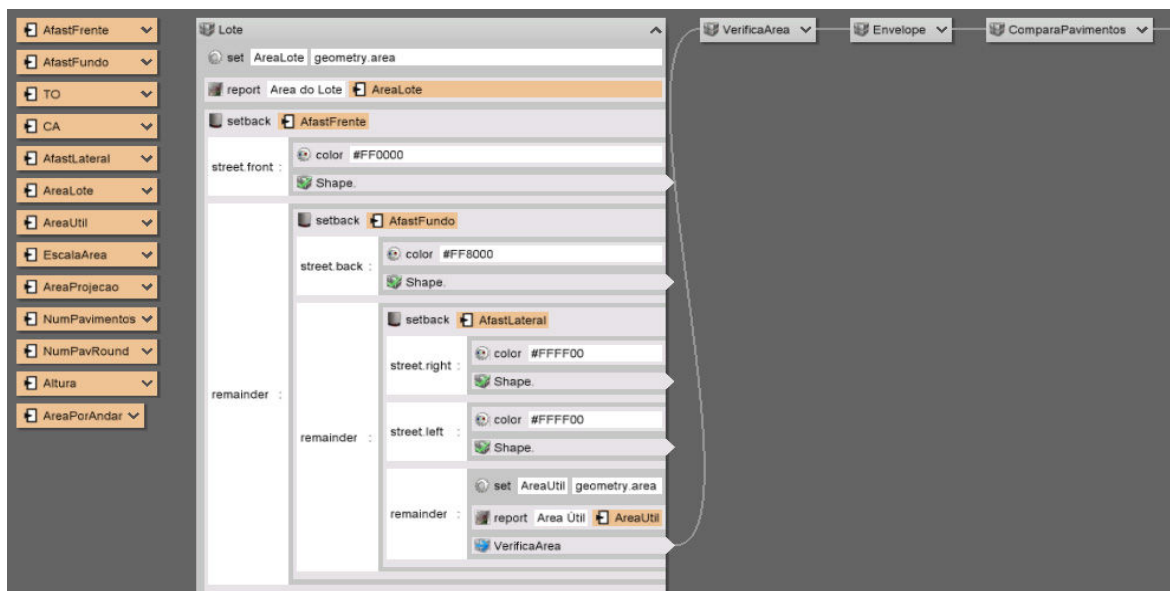 AfastFrente
AfastFundo
TO
CA
AfastLateral
AreaLote
AreaUtil
EscalaArea
AreaProjecao
NumPavimentos
NumPavRound
Altura
AreaPorAndar
Lote
set AreaLote geometry.area
report Area do Lote AreaLote
setback AfastFrente
street.front :
color #FF0000
Shape.
remainder :
setback AfastFundo
street.back :
color #FF8000
Shape.
remainder :
setback AfastLateral
street.right :
color #FFFF00
Shape.
street.left :
color #FFFF00
Shape.
remainder :
set AreaUtil geometry.area
report Area Útil AreaUtil
VerificaArea
VerificaArea
Envelope
ComparaPavimentos